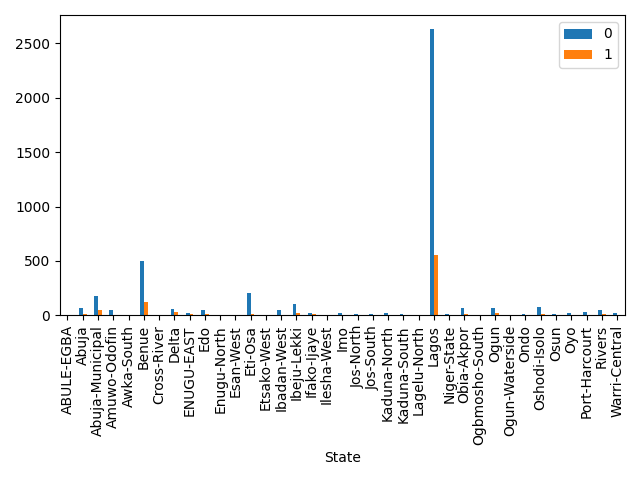 0
1
2500
2000
1500
1000
500
0
ABULE-EGBA
Abuja
Abuja-Municipal
Amuwo-Odofin
Awka-South
Benue
Cross-River
Delta
ENUGU-EAST
Edo
Enugu-North
Esan-West
Eti-Osa
Etsako-West
Ibadan-West
Ibeju-Lekki
Ifako-Ijaye
Ilesha-West
Imo
Jos-North
Jos-South
Kaduna-North
Kaduna-South
Lagelu-North
Lagos
Niger-State
Obia-Akpor
Ogbmosho-South
Ogun
Ogun-Waterside
Ondo
Oshodi-Isolo
Osun
Oyo
Port-Harcourt
Rivers
Warri-Central
State